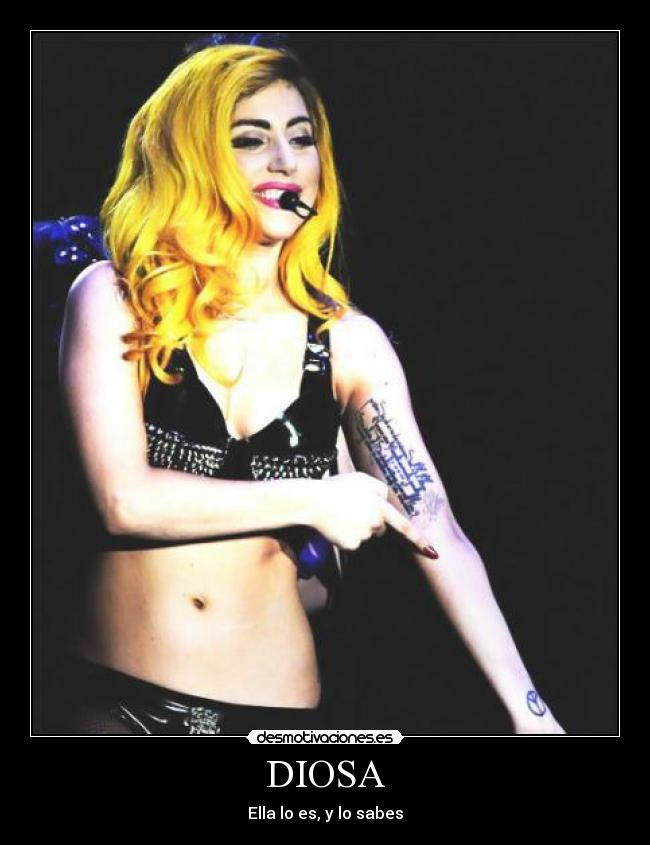 desmotivaciones.es
DIOSA
Ella lo es, y lo sabes